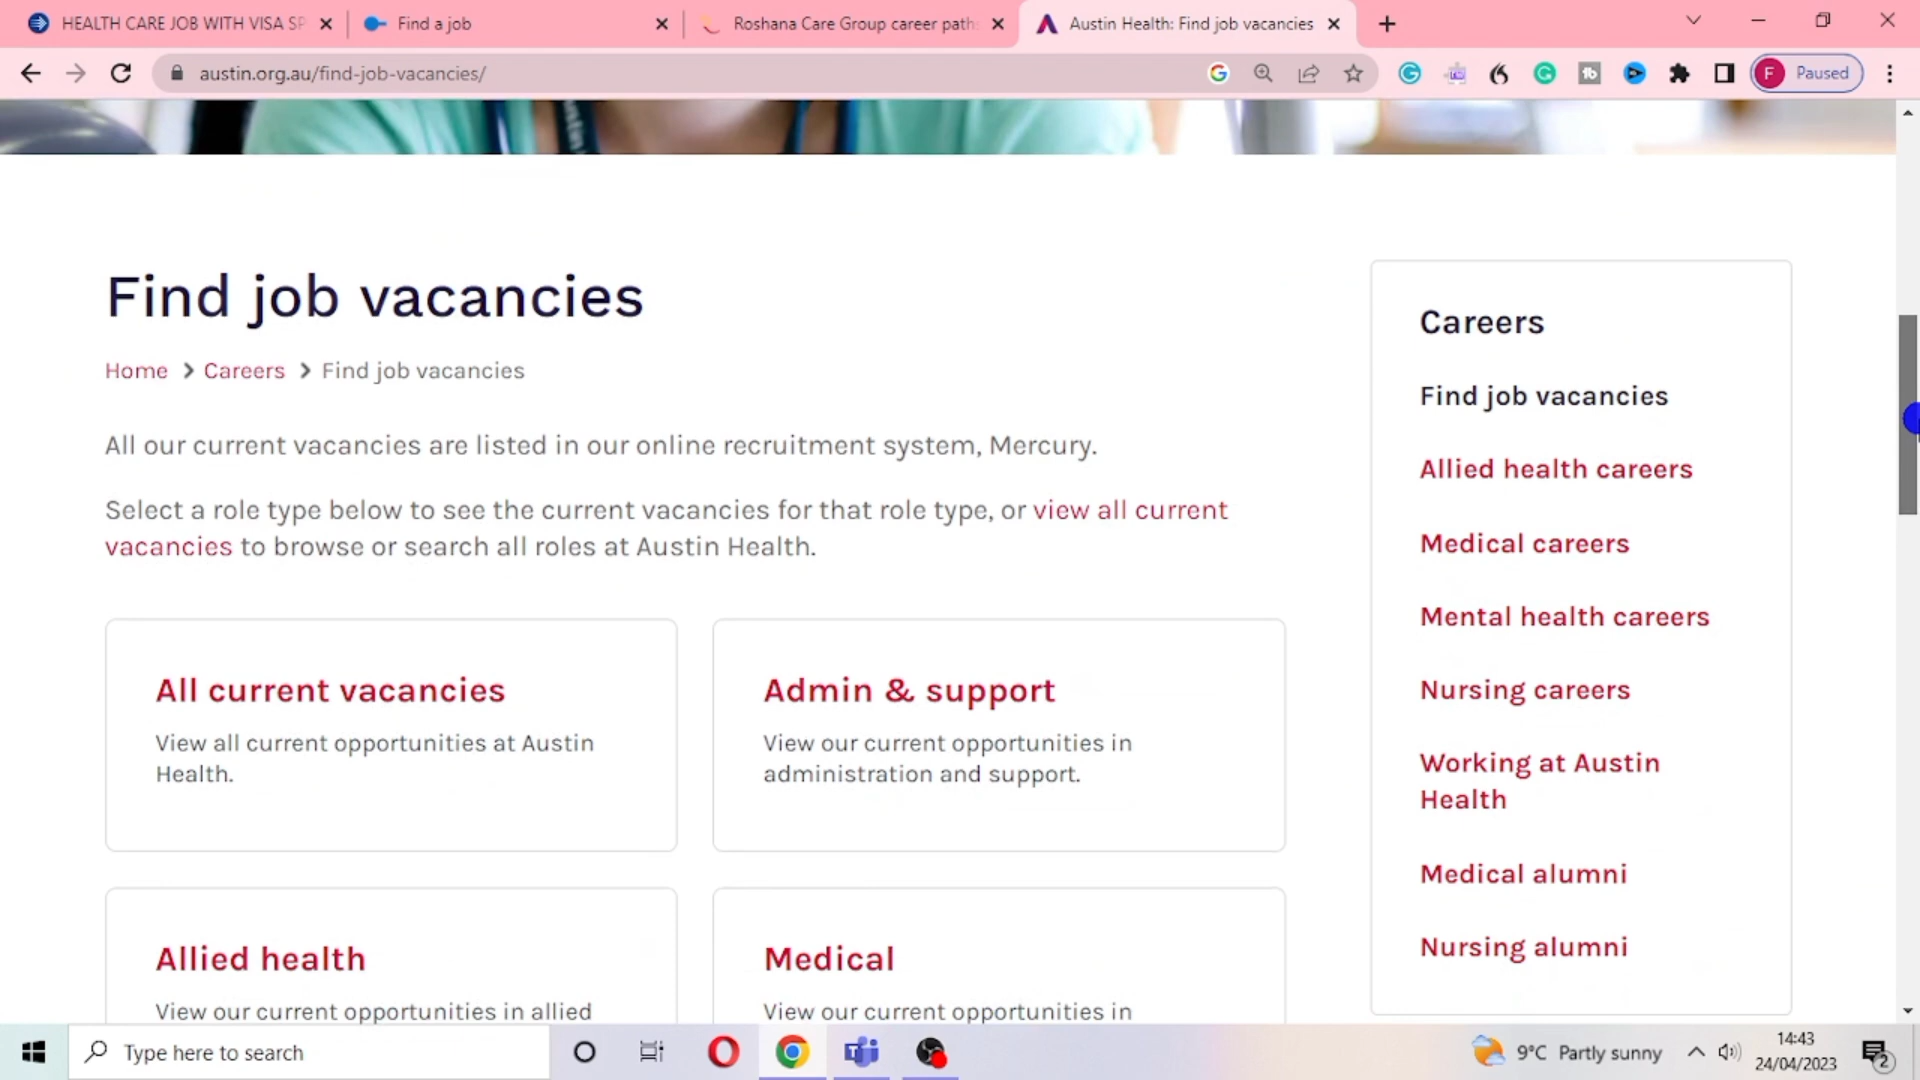 HEALTH CARE JOB WITH VISA SP
Find a job
Roshana Care Group career path
Austin Health: Find job vacancies
austin.org.au/find-job-vacancies/
F Paused
Find job vacancies
Home > Careers > Find job vacancies
All our current vacancies are listed in our online recruitment system, Mercury.
Select a role type below to see the current vacancies for that role type, or view all current
vacancies to browse or search all roles at Austin Health.
All current vacancies
View all current opportunities at Austin
Health.
Admin & support
View our current opportunities in
administration and support.
Allied health
View our current opportunities in allied
Medical
View our current opportunities in
Careers
Find job vacancies
Allied health careers
Medical careers
Mental health careers
Nursing careers
Working at Austin
Health
Medical alumni
Nursing alumni
Type here to search
9°C Partly sunny
14:43
24/04/2023
2